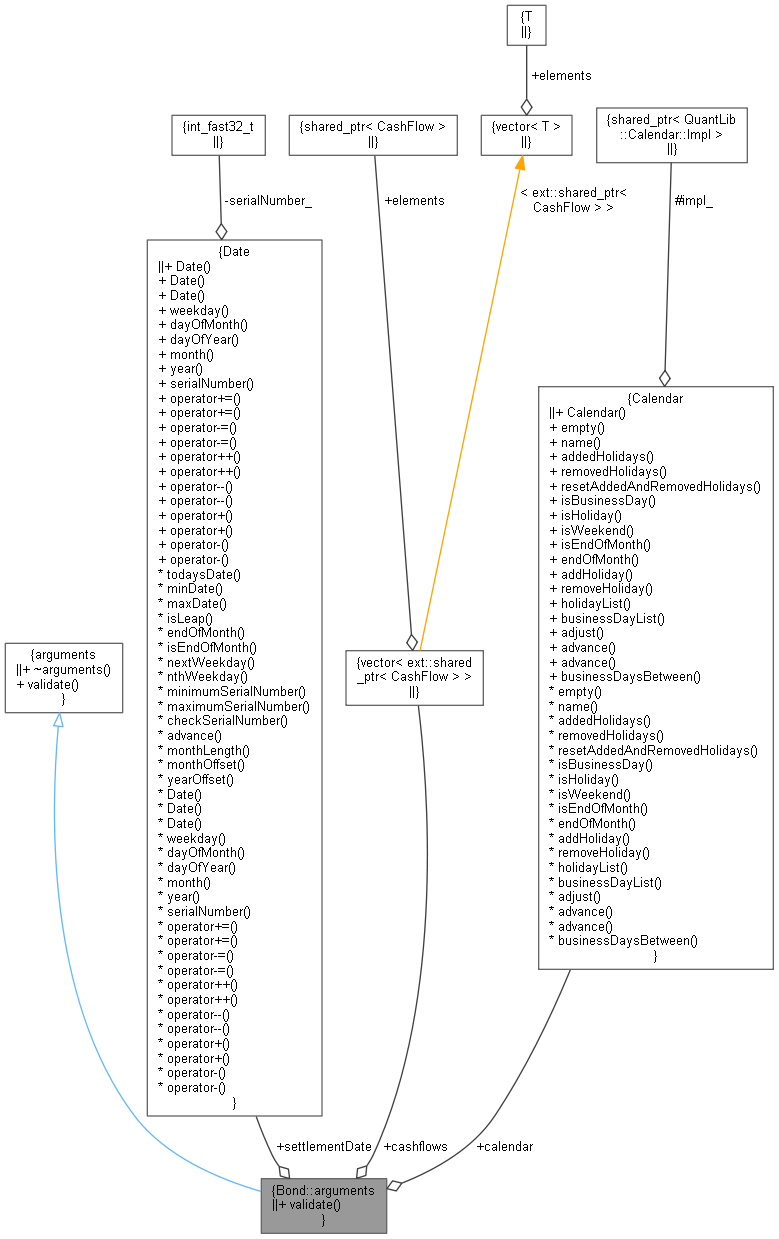 {T
||}
+elements
{int_fast32_t
||}
{shared_ptr< CashFlow >
||}
{vector< T >
||}
{shared_ptr< QuantLib
::Calendar::Impl >
||}
-serialNumber_
+elements
< ext::shared_ptr<
CashFlow > >
#impl_
{Date
||+ Date()
+ Date()
+ Date()
+ weekday()
+ dayOfMonth()
+ dayOfYear()
+ month()
+ year()
+ serialNumber()
+ operator+=()
+ operator+=()
+ operator-=()
+ operator-=()
+ operator++()
+ operator++()
+ operator--()
+ operator--()
+ operator+()
+ operator+()
+ operator-()
+ operator-()
* todaysDate()
* minDate()
* maxDate()
* isLeap()
* endOfMonth()
* isEndOfMonth()
* nextWeekday()
* nthWeekday()
* minimumSerialNumber()
* maximumSerialNumber()
* checkSerialNumber()
* advance()
* monthLength()
* monthOffset()
* yearOffset()
* Date()
* Date()
* Date()
* weekday()
* dayOfMonth()
* dayOfYear()
* month()
* year()
* serialNumber()
* operator+=()
* operator+=()
* operator-=()
* operator-=()
* operator++()
* operator++()
* operator--()
* operator--()
* operator+()
* operator+()
* operator-()
* operator-()
}
{Calendar
||+ Calendar()
+ empty()
+ name()
+ addedHolidays()
+ removedHolidays()
+ resetAddedAndRemovedHolidays()
+ isBusinessDay()
+ isHoliday()
+ isWeekend()
+ isEndOfMonth()
+ endOfMonth()
+ addHoliday()
+ removeHoliday()
+ holidayList()
+ businessDayList()
+ adjust()
+ advance()
+ advance()
+ businessDaysBetween()
* empty()
* name()
* addedHolidays()
* removedHolidays()
* resetAddedAndRemovedHolidays()
* isBusinessDay()
* isHoliday()
* isWeekend()
* isEndOfMonth()
* endOfMonth()
* addHoliday()
* removeHoliday()
* holidayList()
* businessDayList()
* adjust()
* advance()
* advance()
* businessDaysBetween()
}
{arguments
||+ ~arguments()
+ validate()
}
{vector< ext::shared
_ptr< CashFlow > >
||}
+settlementDate
+cashflows
+calendar
{Bond::arguments
||+ validate()
}